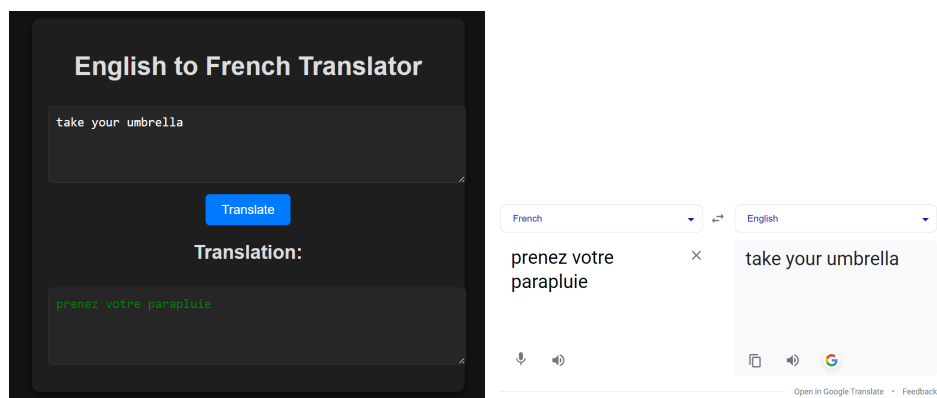 English to French Translator
take your umbrella
Translate
Translation:
prenez votre parapluie
French
English
prenez votre
parapluie
take your umbrella
Open in Google Translate • Feedback